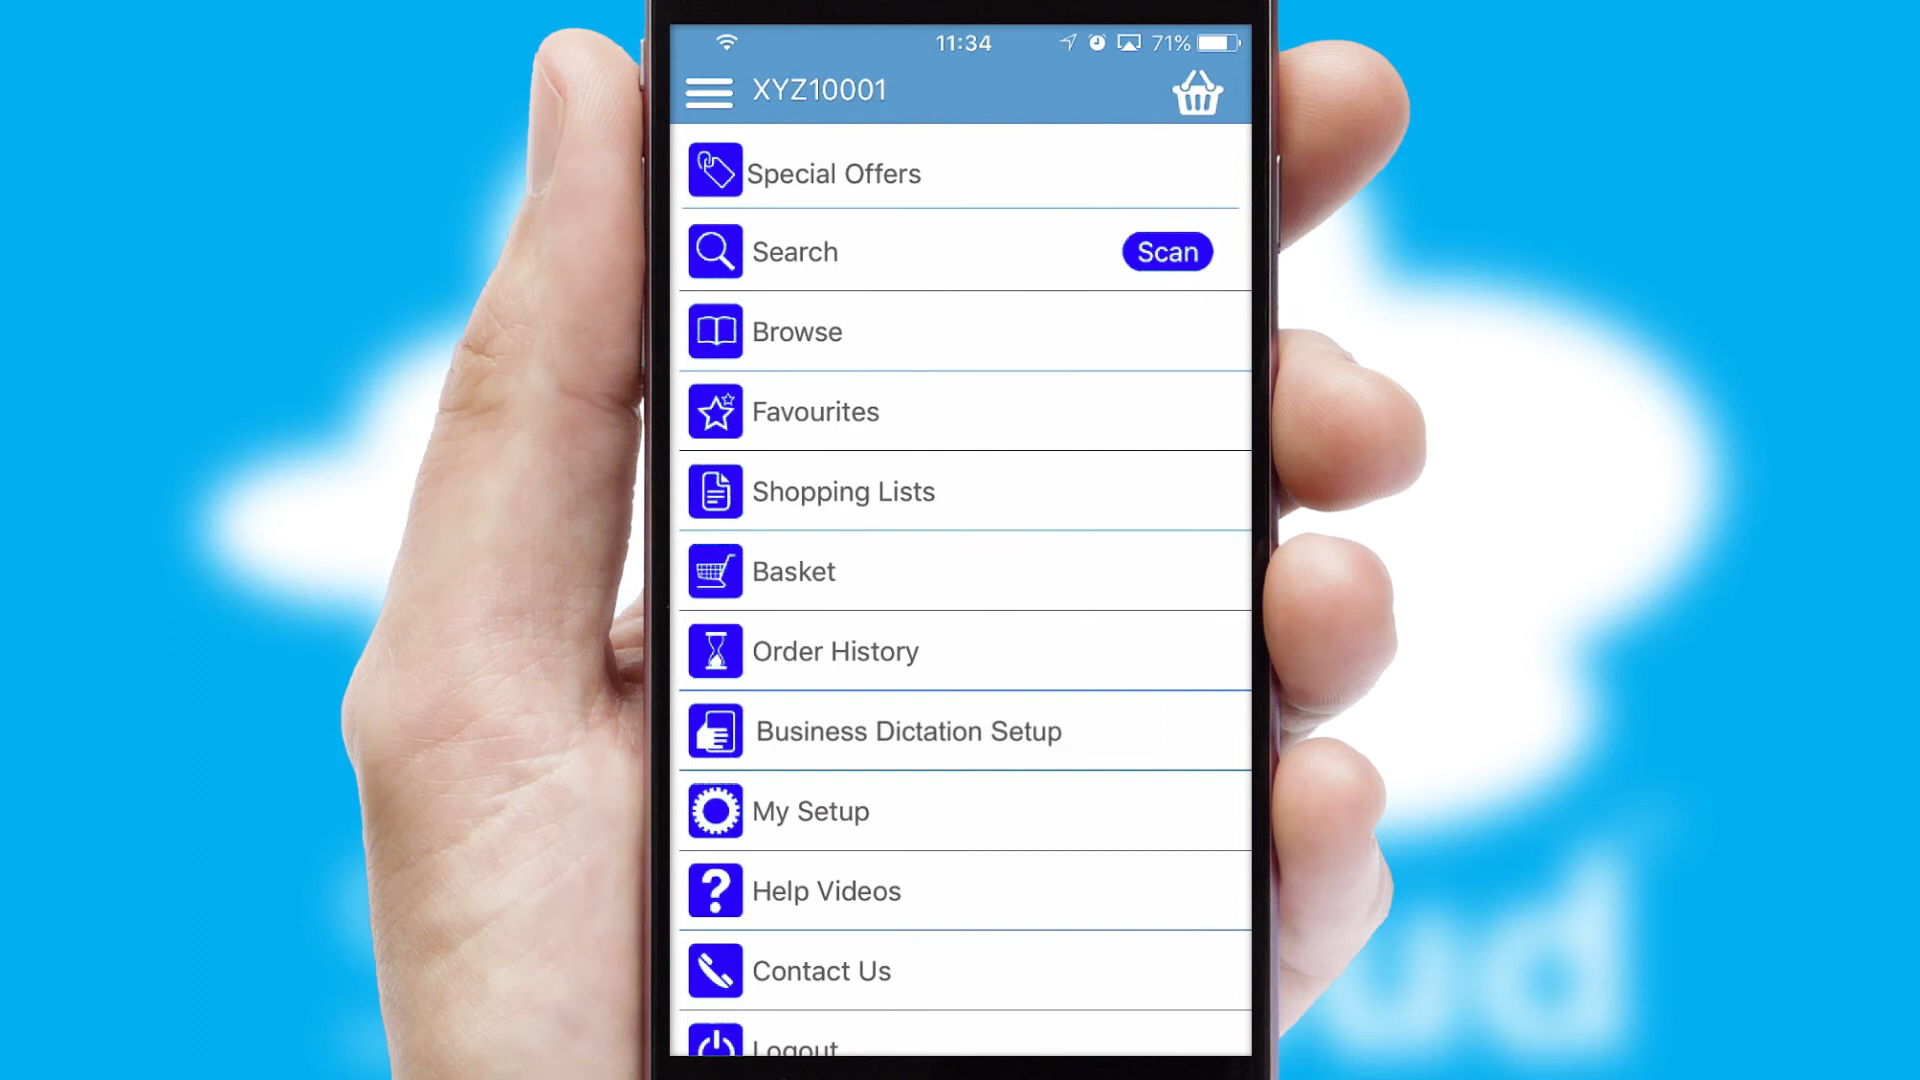 11:34
71%
XYZ10001
Special Offers
Search
Scan
Browse
Favourites
Shopping Lists
Basket
Order History
Business Dictation Setup
My Setup
Help Videos
Contact Us
Logout
ud